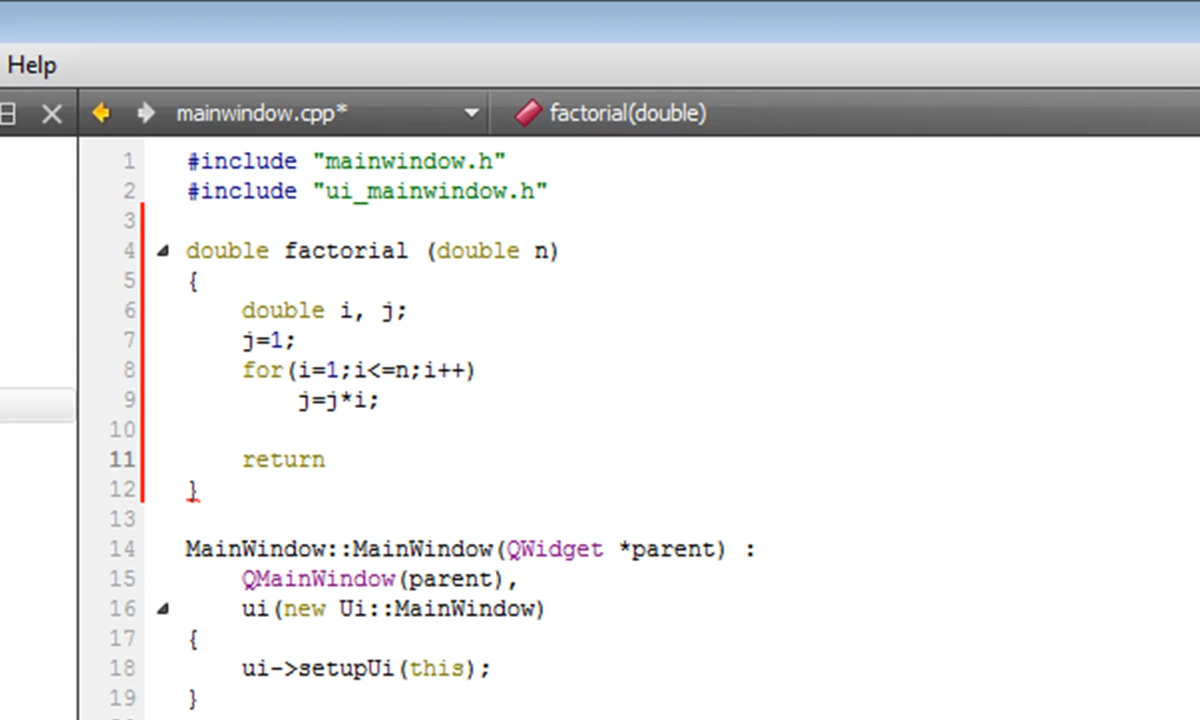 Help
mainwindow.cpp* factorial(double)
1 #include "mainwindow.h"
2 #include "ui_mainwindow.h"
3
4 double factorial (double n)
5 {
6 double i, j;
7 j=1;
8 for(i=1;i<=n;i++)
9 j=j*i;
10
11 return
12 }
13
14 MainWindow::MainWindow(QWidget *parent) :
15 QMainWindow(parent),
16 ui(new Ui::MainWindow)
17 {
18 ui->setupUi(this);
19 }